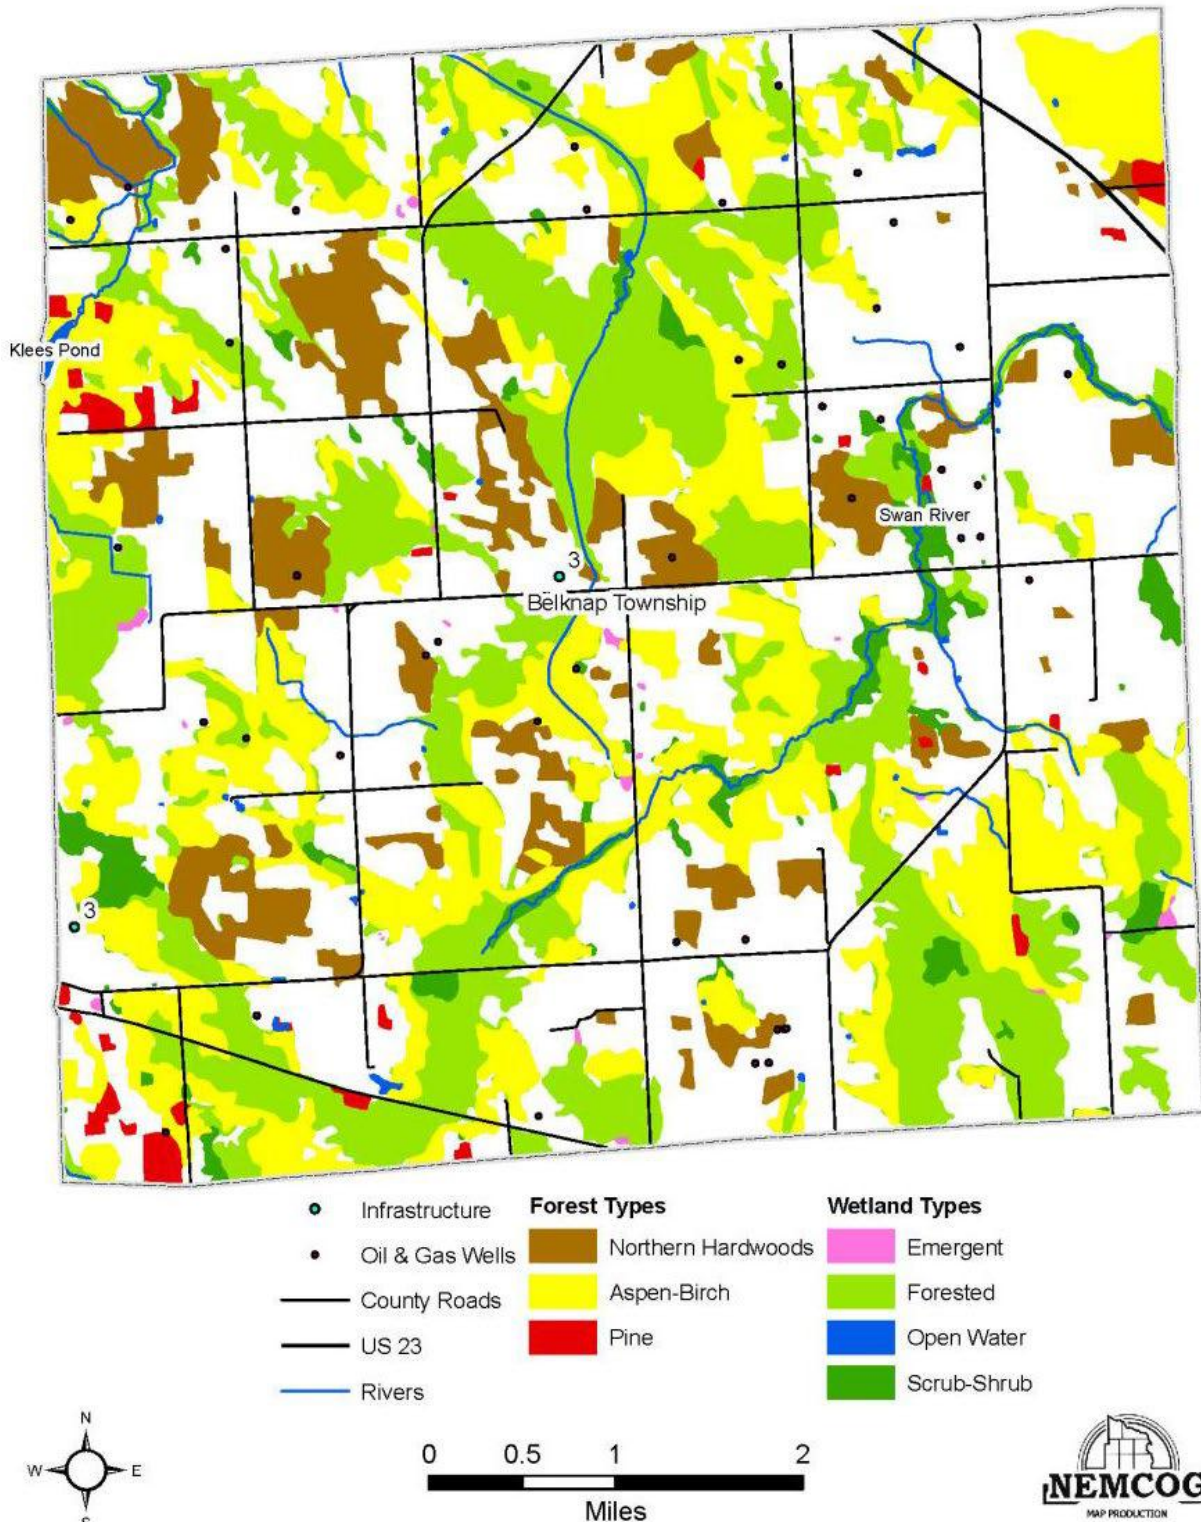 Klees Pond
Swan River
3
Belknap Township
3
Infrastructure
Oil & Gas Wells
County Roads
US 23
Rivers
Forest Types
Northern Hardwoods
Aspen-Birch
Pine
Wetland Types
Emergent
Forested
Open Water
Scrub-Shrub
N
W E
S
0 0.5 1 2
Miles
NEMCOG
MAP PRODUCTION